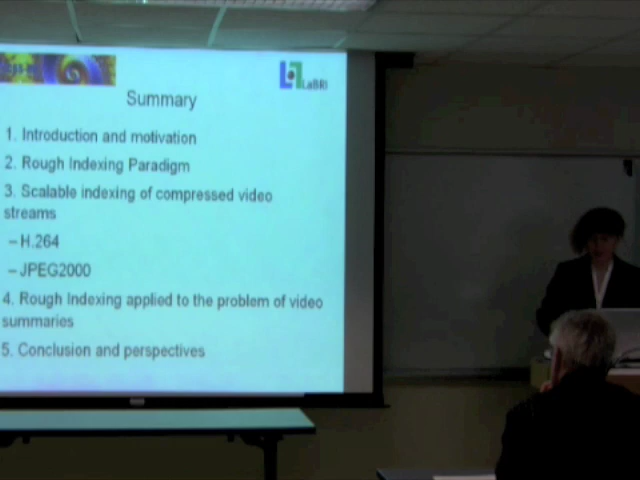 LaBRI
Summary
1. Introduction and motivation
2. Rough Indexing Paradigm
3. Scalable indexing of compressed video
streams
– H.264
– JPEG2000
4. Rough Indexing applied to the problem of video
summaries
5. Conclusion and perspectives